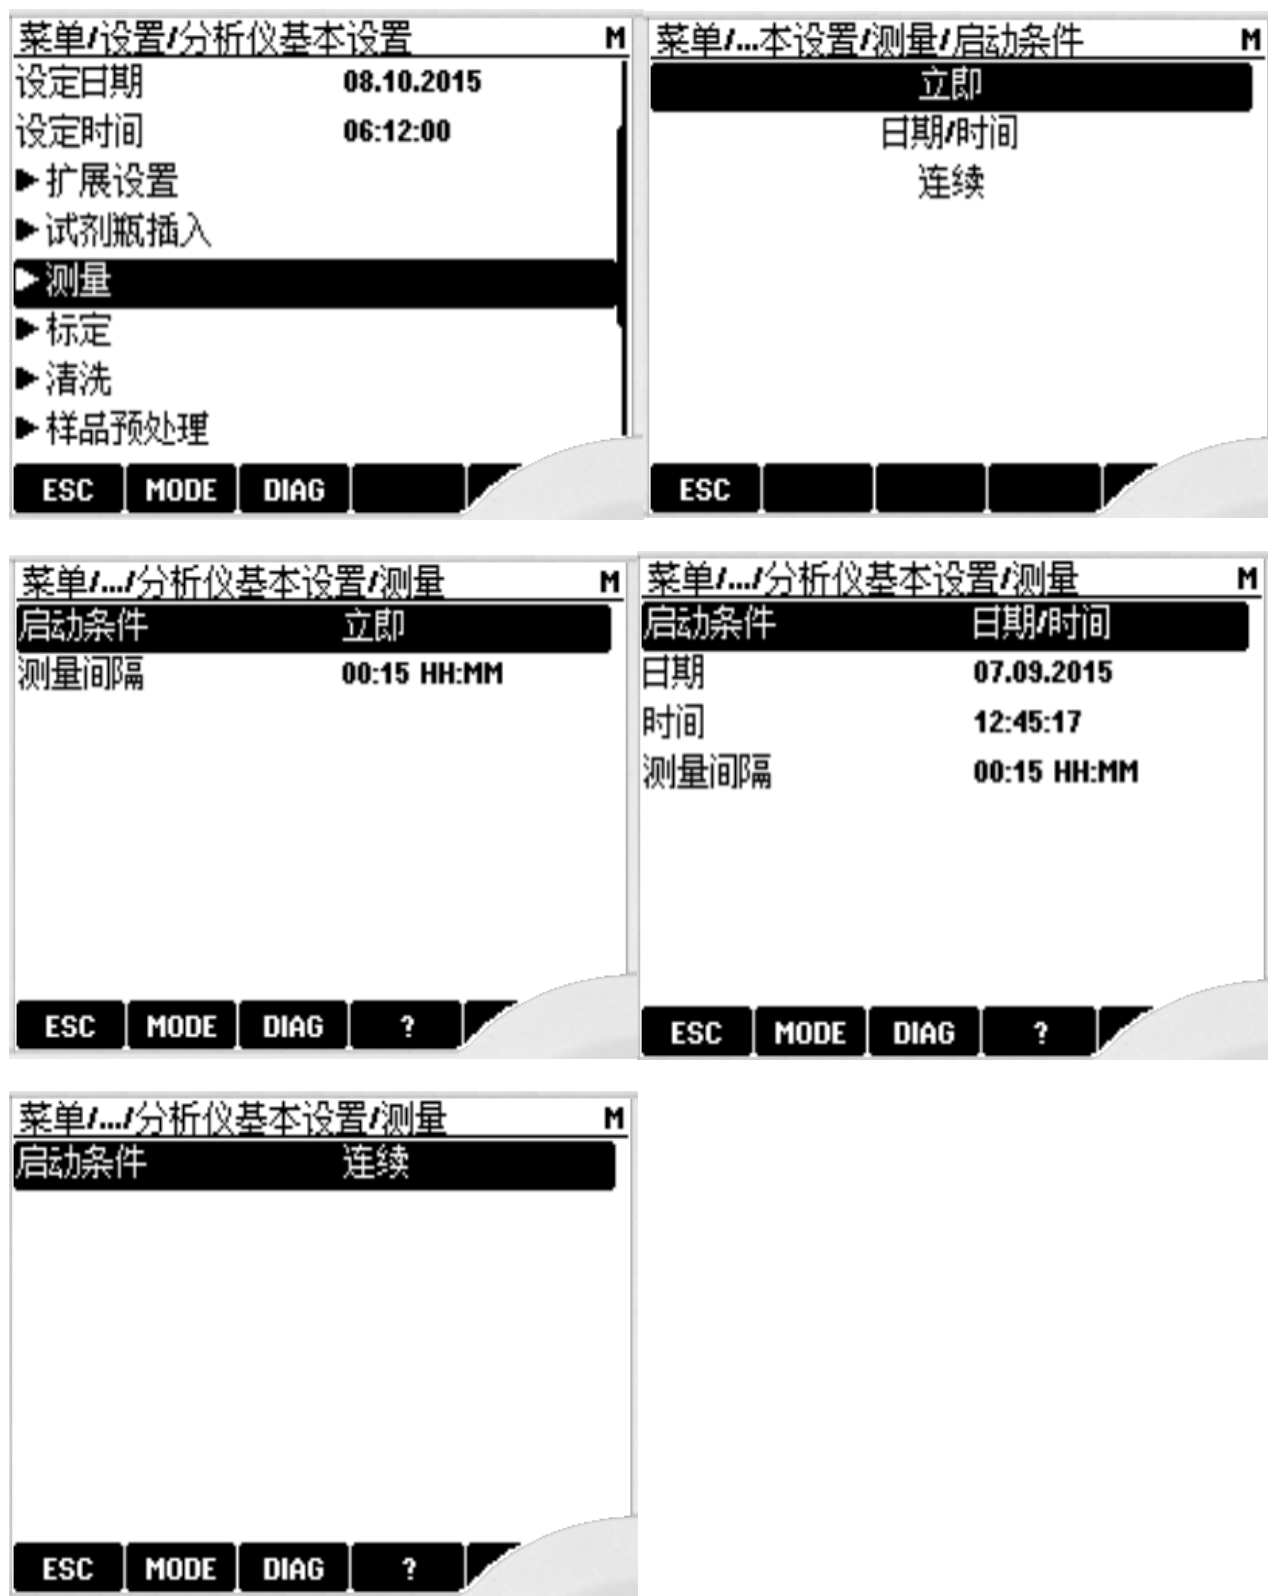 菜单/设置/分析仪基本设置 M
设定日期 08.10.2015
设定时间 06:12:00
▶扩展设置
▶试剂瓶插入
▶测量
▶标定
▶清洗
▶样品预处理
ESC MODE DIAG
菜单/...本设置/测量/启动条件 M
立即
日期/时间
连续
ESC
菜单/.../分析仪基本设置/测量 M
启动条件 立即
测量间隔 00:15 HH:MM
ESC MODE DIAG ?
菜单/.../分析仪基本设置/测量 M
启动条件 日期/时间
日期 07.09.2015
时间 12:45:17
测量间隔 00:15 HH:MM
ESC MODE DIAG ?
菜单/.../分析仪基本设置/测量 M
启动条件 连续
ESC MODE DIAG ?